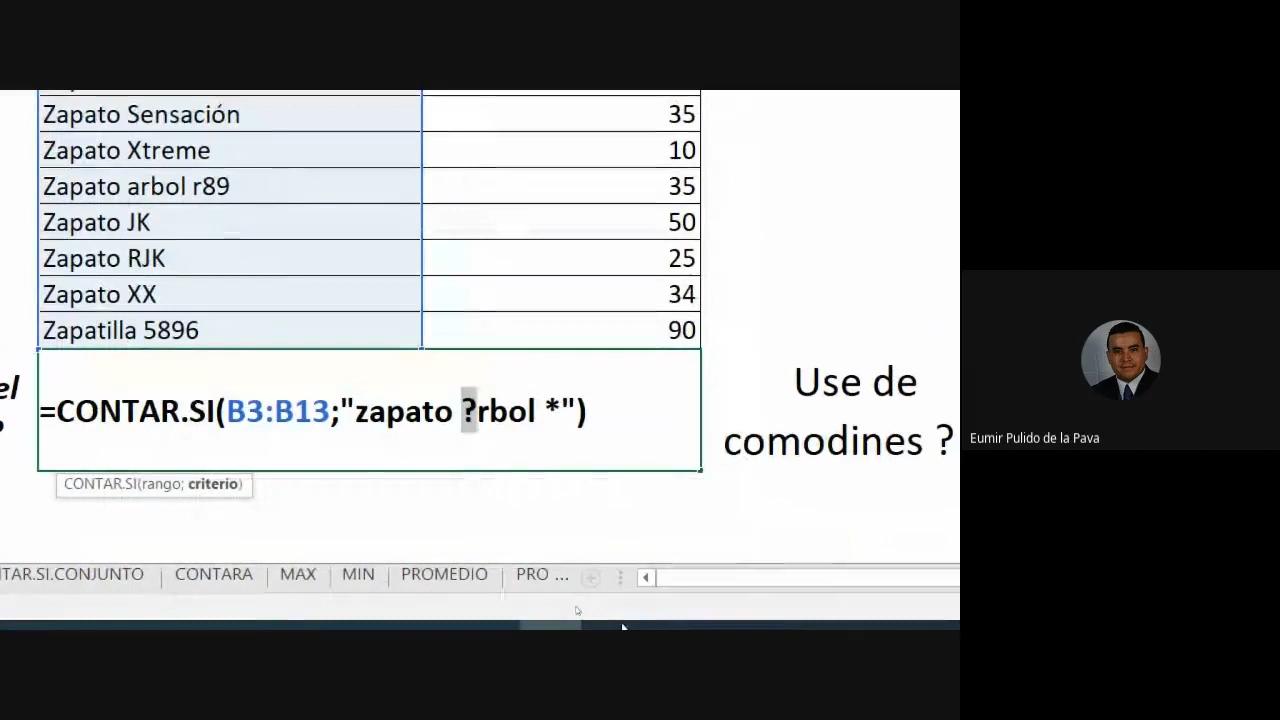 Zapato Sensación 35
Zapato Xtreme 10
Zapato arbol r89 35
Zapato JK 50
Zapato RJK 25
Zapato XX 34
Zapatilla 5896 90
el
=CONTAR.SI(B3:B13;"zapato ?rbol *")
CONTAR.SI(rango; criterio)
Use de
comodines ?
TAR.SI.CONJUNTO CONTARA MAX MIN PROMEDIO PRO ...
Eumir Pulido de la Pava